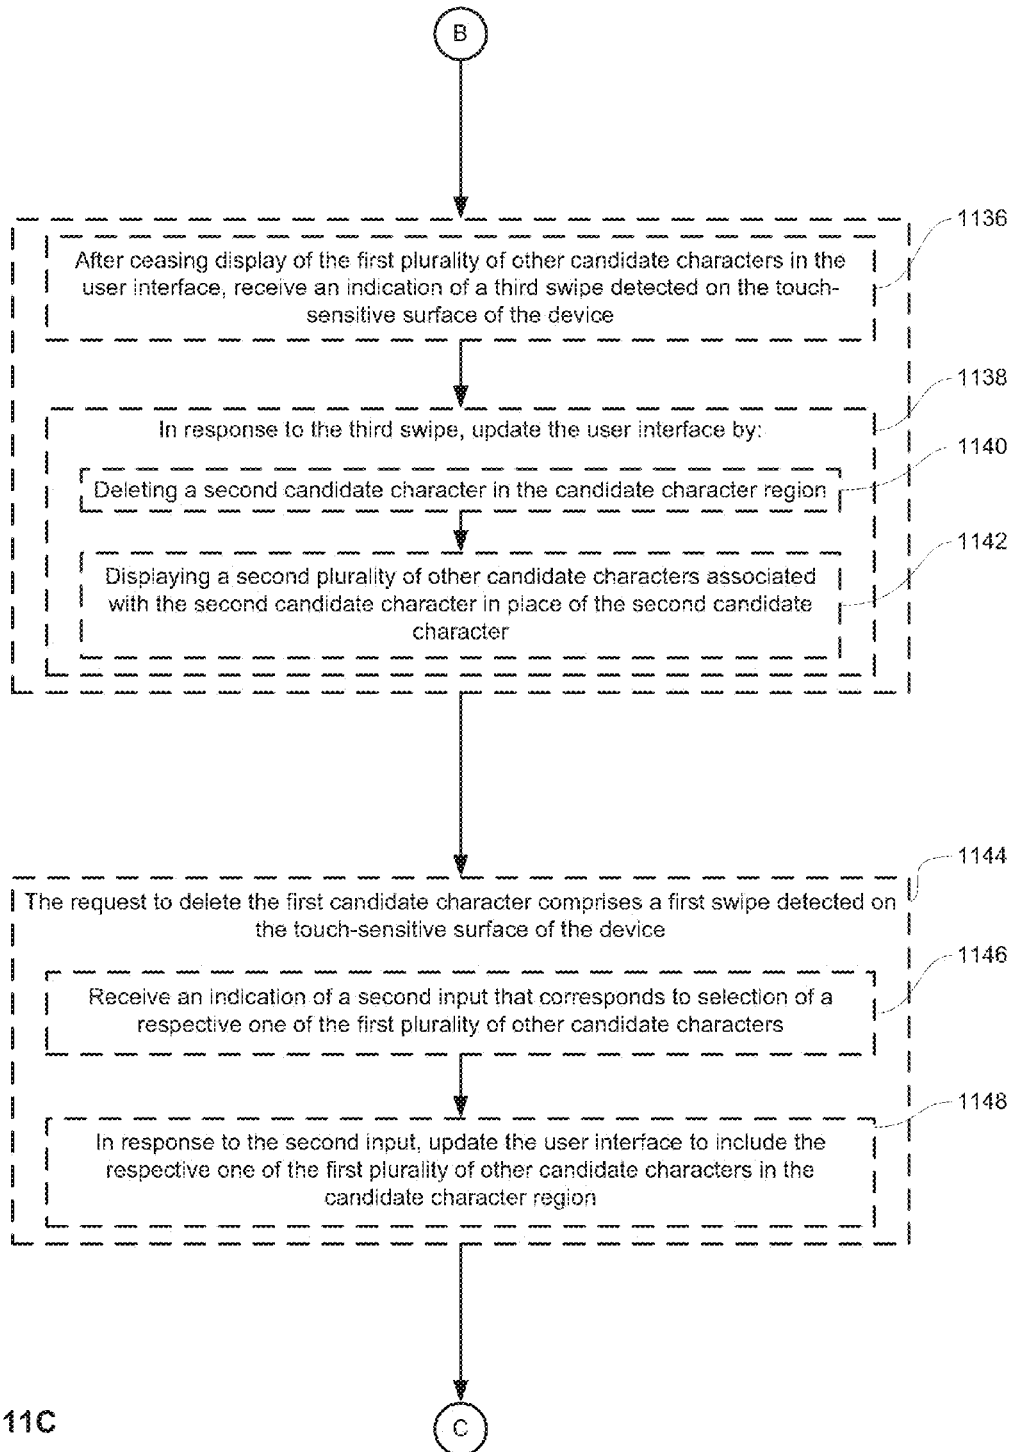 B
1136
After ceasing display of the first plurality of other candidate characters in the
user interface, receive an indication of a third swipe detected on the touch-
sensitive surface of the device
1138
In response to the third swipe, update the user interface by:
1140
Deleting a second candidate character in the candidate character region
1142
Displaying a second plurality of other candidate characters associated
with the second candidate character in place of the second candidate
character
1144
The request to delete the first candidate character comprises a first swipe detected on
the touch-sensitive surface of the device
1146
Receive an indication of a second input that corresponds to selection of a
respective one of the first plurality of other candidate characters
1148
In response to the second input, update the user interface to include the
respective one of the first plurality of other candidate characters in the
candidate character region
11C
C